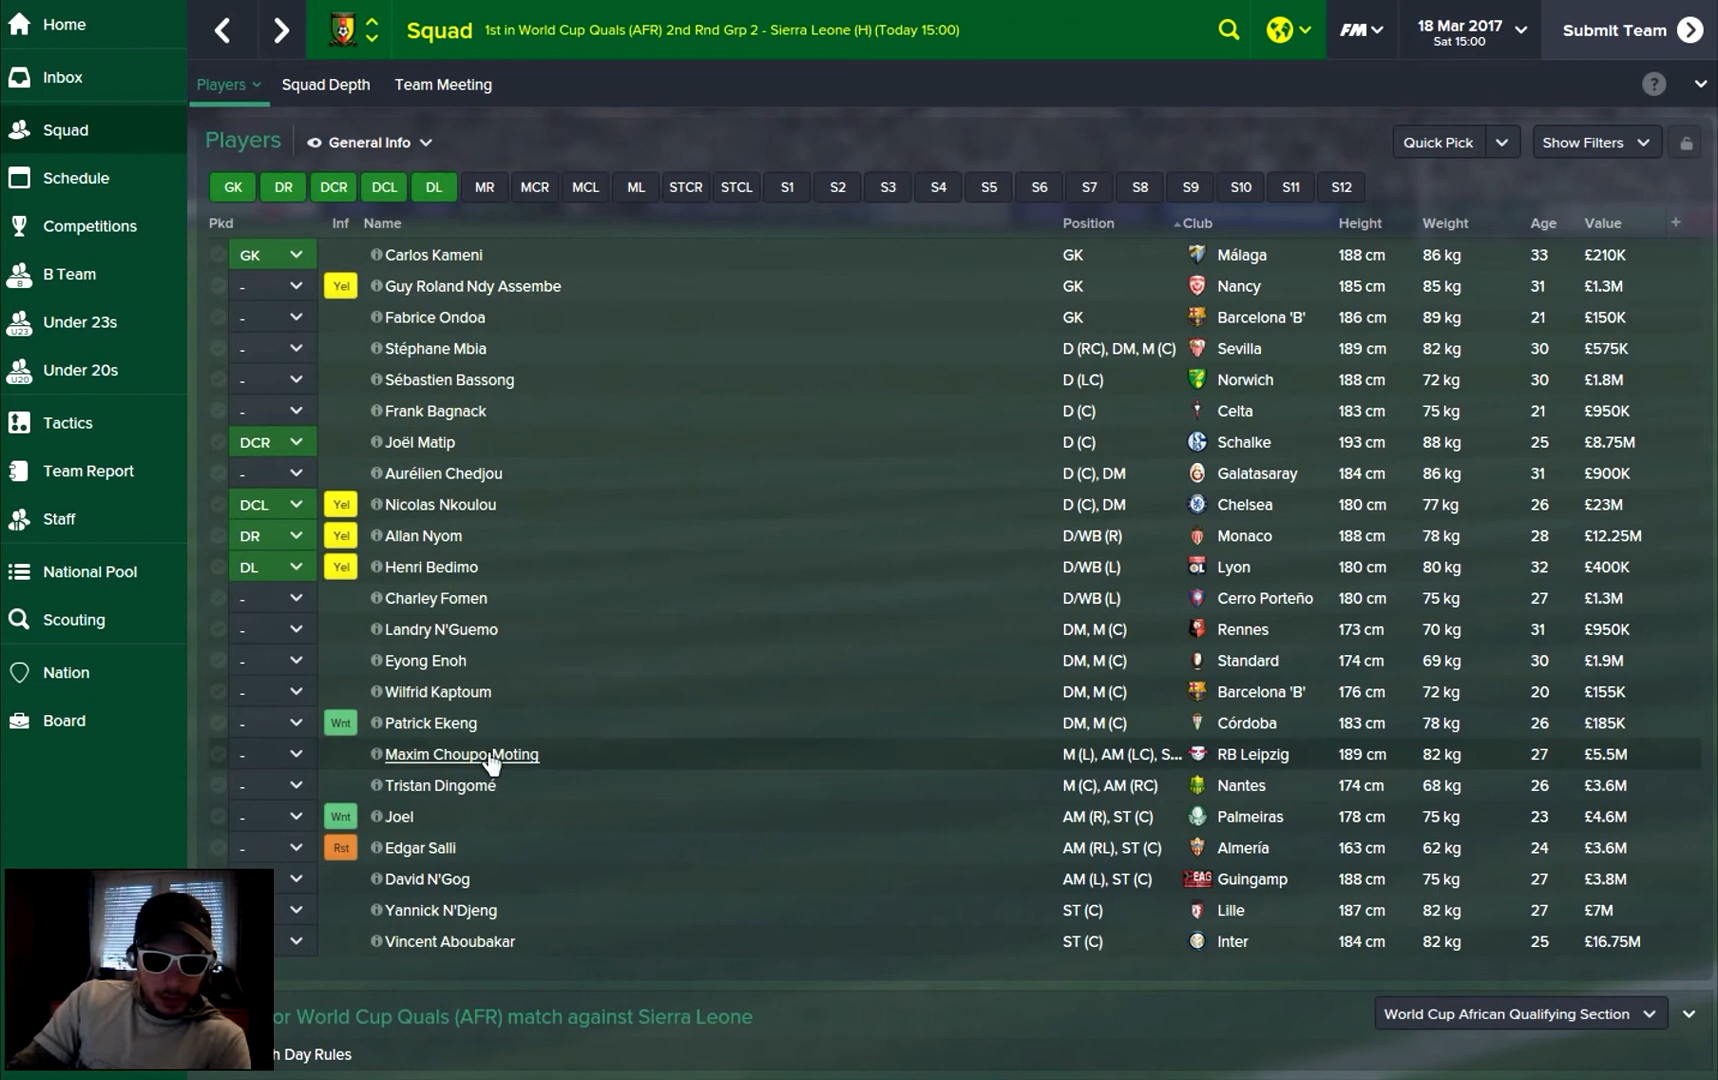 Home
Inbox
Squad
Schedule
Competitions
B Team
Under 23s
Under 20s
Tactics
Team Report
Staff
National Pool
Scouting
Nation
Board
Squad 1st in World Cup Quals (AFR) 2nd Rnd Grp 2 - Sierra Leone (H) (Today 15:00)
FM
18 Mar 2017
Sat 15:00
Submit Team
Players Squad Depth Team Meeting ?
Players General Info Quick Pick Show Filters
GK DR DCR DCL DL MR MCR MCL ML STCR STCL S1 S2 S3 S4 S5 S6 S7 S8 S9 S10 S11 S12
Pkd Inf Name Position Club Height Weight Age Value +
GK Carlos Kameni GK Málaga 188 cm 86 kg 33 £210K
- Yel Guy Roland Ndy Assembe GK Nancy 185 cm 85 kg 31 £1.3M
- Fabrice Ondoa GK Barcelona 'B' 186 cm 89 kg 21 £150K
- Stéphane Mbia D (RC), DM, M (C) Sevilla 189 cm 82 kg 30 £575K
- Sébastien Bassong D (LC) Norwich 188 cm 72 kg 30 £1.8M
- Frank Bagnack D (C) Celta 183 cm 75 kg 21 £950K
DCR Joël Matip D (C) Schalke 193 cm 88 kg 25 £8.75M
- Aurélien Chedjou D (C), DM Galatasaray 184 cm 86 kg 31 £900K
DCL Yel Nicolas Nkoulou D (C), DM Chelsea 180 cm 77 kg 26 £23M
DR Yel Allan Nyom D/WB (R) Monaco 188 cm 78 kg 28 £12.25M
DL Yel Henri Bedimo D/WB (L) Lyon 180 cm 80 kg 32 £400K
- Charley Fomen D/WB (L) Cerro Porteño 180 cm 75 kg 27 £1.3M
- Landry N'Guemo DM, M (C) Rennes 173 cm 70 kg 31 £950K
- Eyong Enoh DM, M (C) Standard 174 cm 69 kg 30 £1.9M
- Wilfrid Kaptoum DM, M (C) Barcelona 'B' 176 cm 72 kg 20 £155K
- Wnt Patrick Ekeng DM, M (C) Córdoba 183 cm 78 kg 26 £185K
- Maxim Choupo-Moting M (L), AM (LC), S... RB Leipzig 189 cm 82 kg 27 £5.5M
- Tristan Dingomé M (C), AM (RC) Nantes 174 cm 68 kg 26 £3.6M
- Wnt Joel AM (R), ST (C) Palmeiras 178 cm 75 kg 23 £4.6M
- Rst Edgar Salli AM (RL), ST (C) Almería 163 cm 62 kg 24 £3.6M
David N'Gog AM (L), ST (C) Guingamp 188 cm 75 kg 27 £3.8M
Yannick N'Djeng ST (C) Lille 187 cm 82 kg 27 £7M
Vincent Aboubakar ST (C) Inter 184 cm 82 kg 25 £16.75M
or World Cup Quals (AFR) match against Sierra Leone World Cup African Qualifying Section
h Day Rules